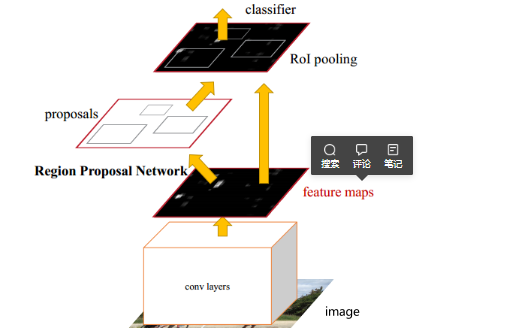 classifier
RoI pooling
proposals
Region Proposal Network
搜索 评论 笔记
feature maps
conv layers
image